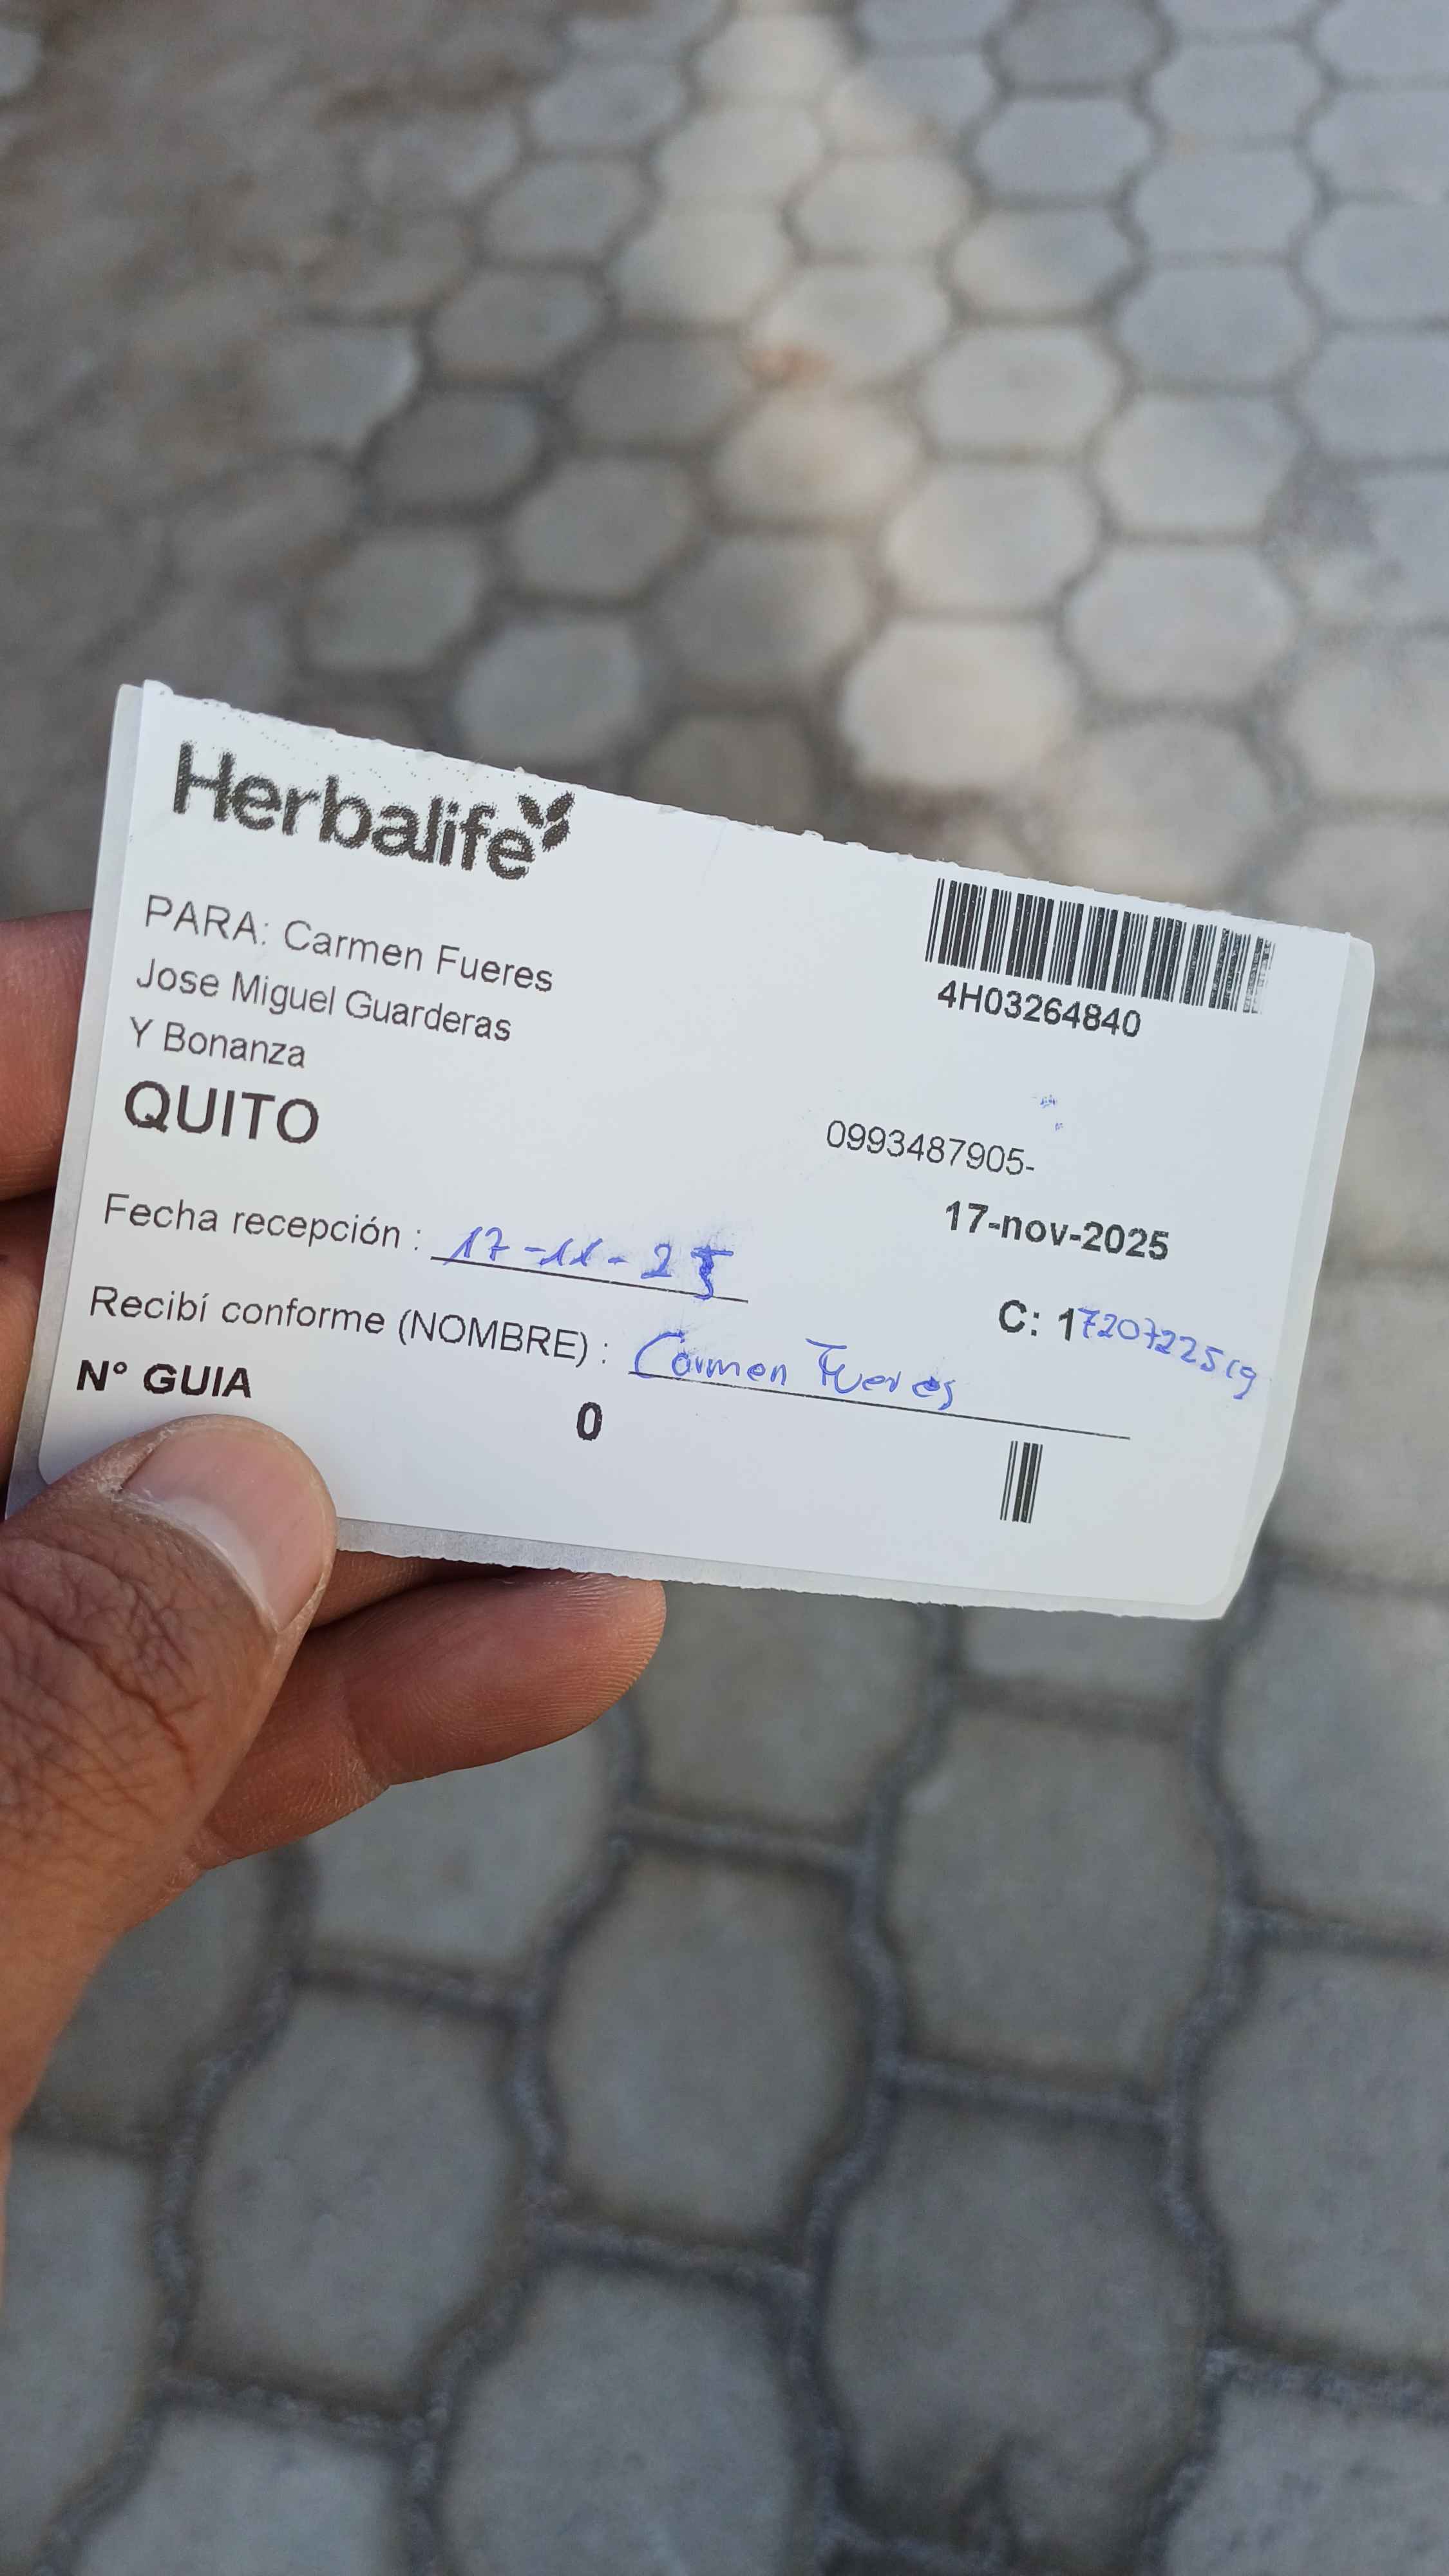 Herbalife
4H03264840
PARA: Carmen Fueres
Jose Miguel Guarderas
Y Bonanza
QUITO
0993487905-
17-nov-2025
Fecha recepción : 17-11-25
C: 1720722519
Recibí conforme (NOMBRE) : Carmen Fueres
N° GUIA 0